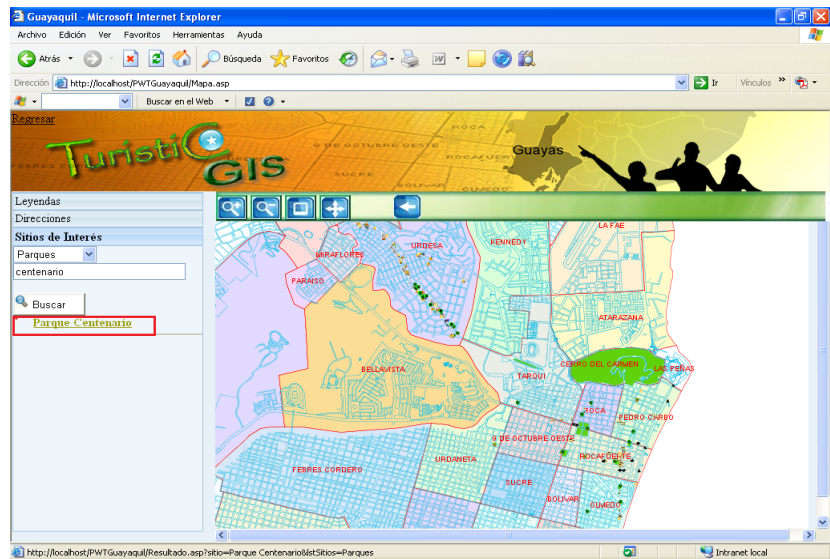 Guayaquil - Microsoft Internet Explorer
Archivo Edición Ver Favoritos Herramientas Ayuda
Atrás Búsqueda Favoritos
Dirección http://localhost/PWTGuayaquil/Mapa.asp Ir Vínculos »
Buscar en el Web
Regresar
TuristiC
GIS
ROCA
9 DE OCTUBRE OESTE
ROCAFUERTE
FEBRES CO
SUCRE
BOLIVAR
OLMEDO
Guayas
Leyendas
Direcciones
Sitios de Interés
Parques
centenario
Buscar
Parque Centenario
LA FAE
URDESA
KENNEDY
MIRAFLORES
PARAISO
ATARAZANA
BELLAVISTA
CERRO DEL CARMEN
LAS PEÑAS
TARQUI
ROCA
PEDRO CARBO
9 DE OCTUBRE OESTE
ROCAFUERTE
URDANETA
FEBRES CORDERO
SUCRE
BOLIVAR
OLMEDO
http://localhost/PWTGuayaquil/Resultado.asp?sitio=Parque Centenario&lstSitios=Parques
Intranet local